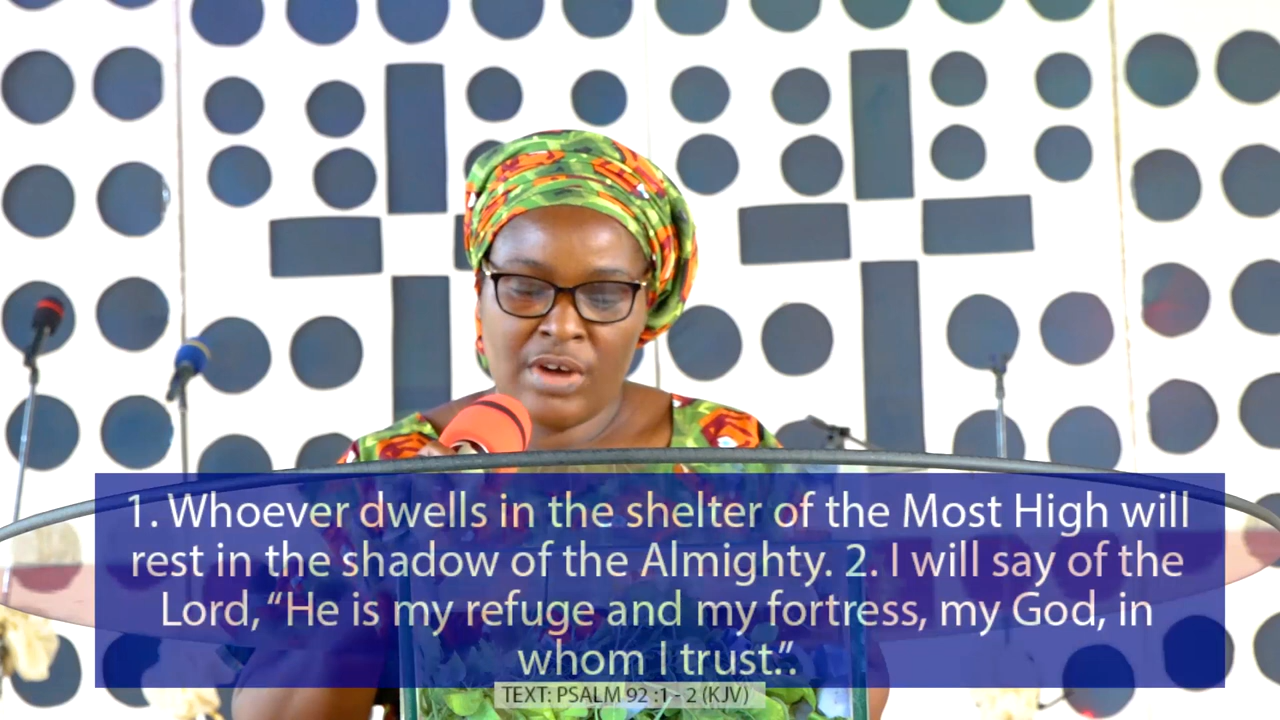 1. Whoever dwells in the shelter of the Most High will
rest in the shadow of the Almighty. 2. I will say of the
Lord, “He is my refuge and my fortress, my God, in
whom I trust.”.
TEXT: PSALM 92 :1 - 2 (KJV)